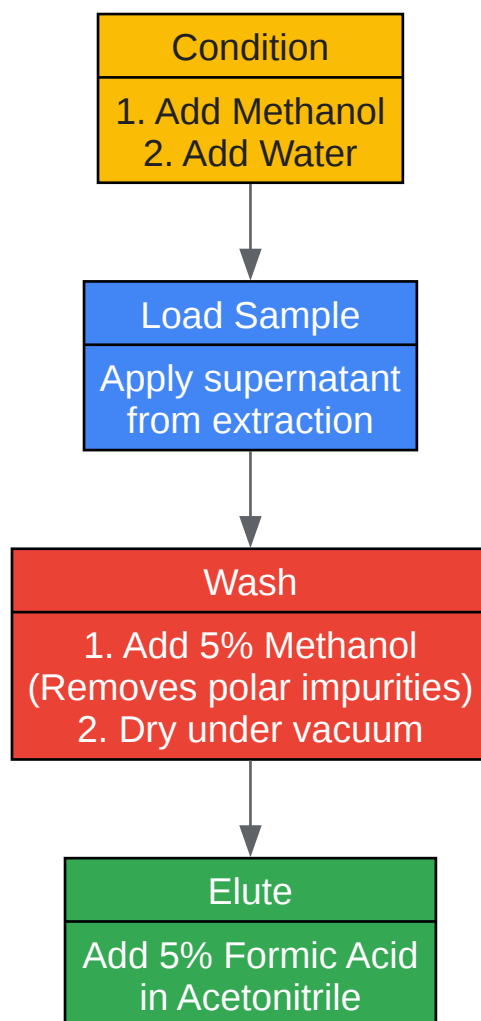 Condition
1. Add Methanol
2. Add Water
Load Sample
Apply supernatant
from extraction
Wash
1. Add 5% Methanol
(Removes polar impurities)
2. Dry under vacuum
Elute
Add 5% Formic Acid
in Acetonitrile